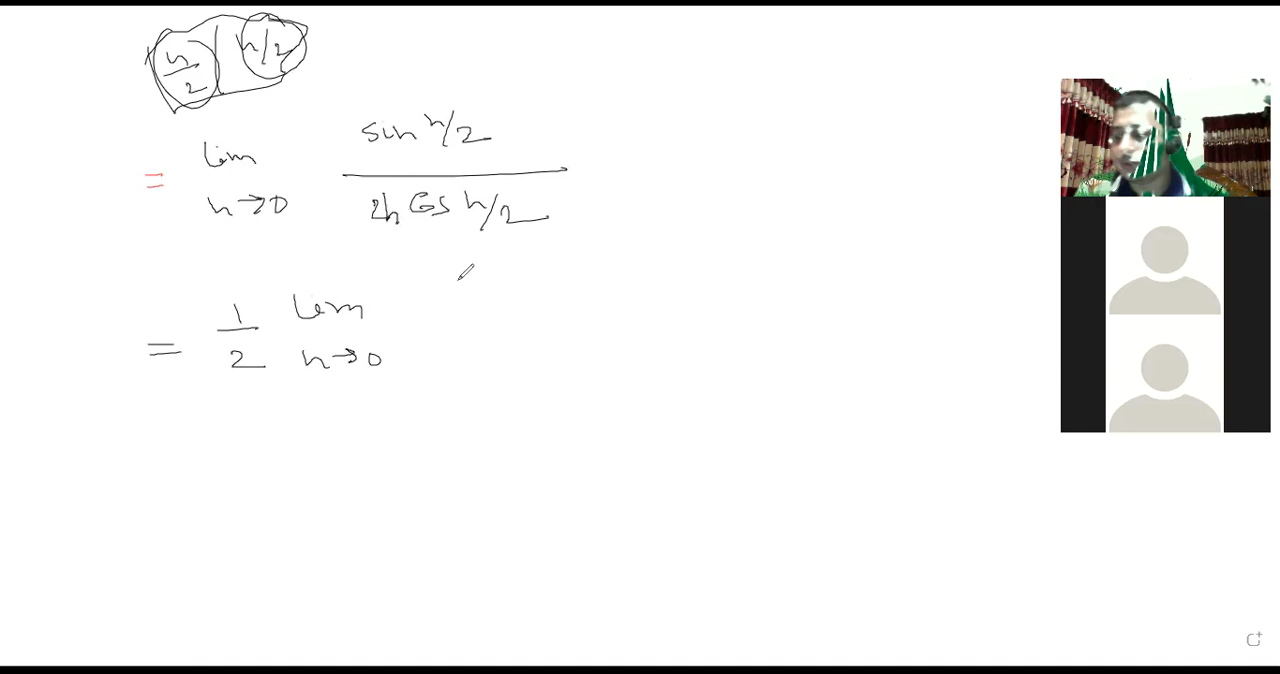 h/2 h/2
= lim h→0 sin h/2 / 2h Cos h/2
= 1/2 lim h→0